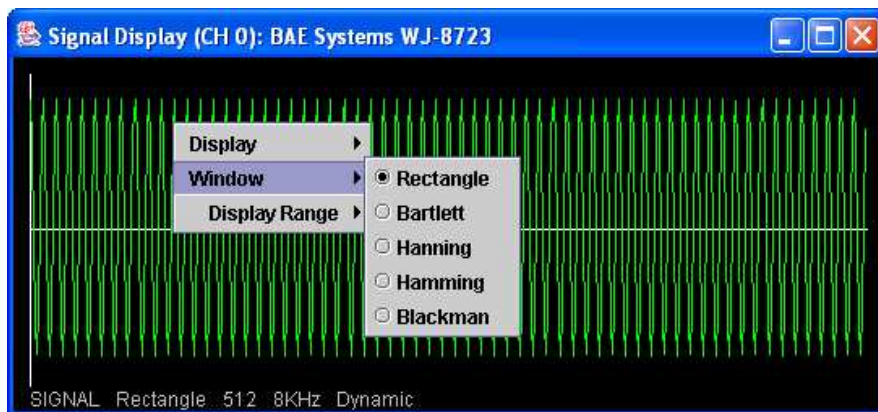 Signal Display (CH 0): BAE Systems WJ-8723
Display
Window
Display Range
Rectangle
Bartlett
Hanning
Hamming
Blackman
SIGNAL Rectangle 512 8KHz Dynamic